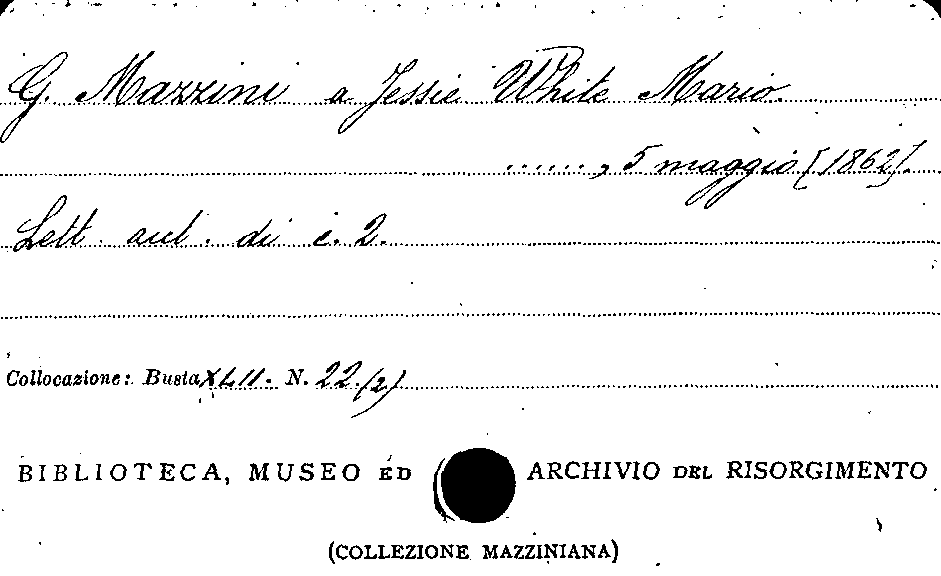 G. Mazzini a Jessie White Mario.
......, 5 maggio [1862].
Lett. aut. di c. 2.
Collocazione: Busta XLII. N. 22.(2)
BIBLIOTECA, MUSEO ED ARCHIVIO DEL RISORGIMENTO
(COLLEZIONE MAZZINIANA)